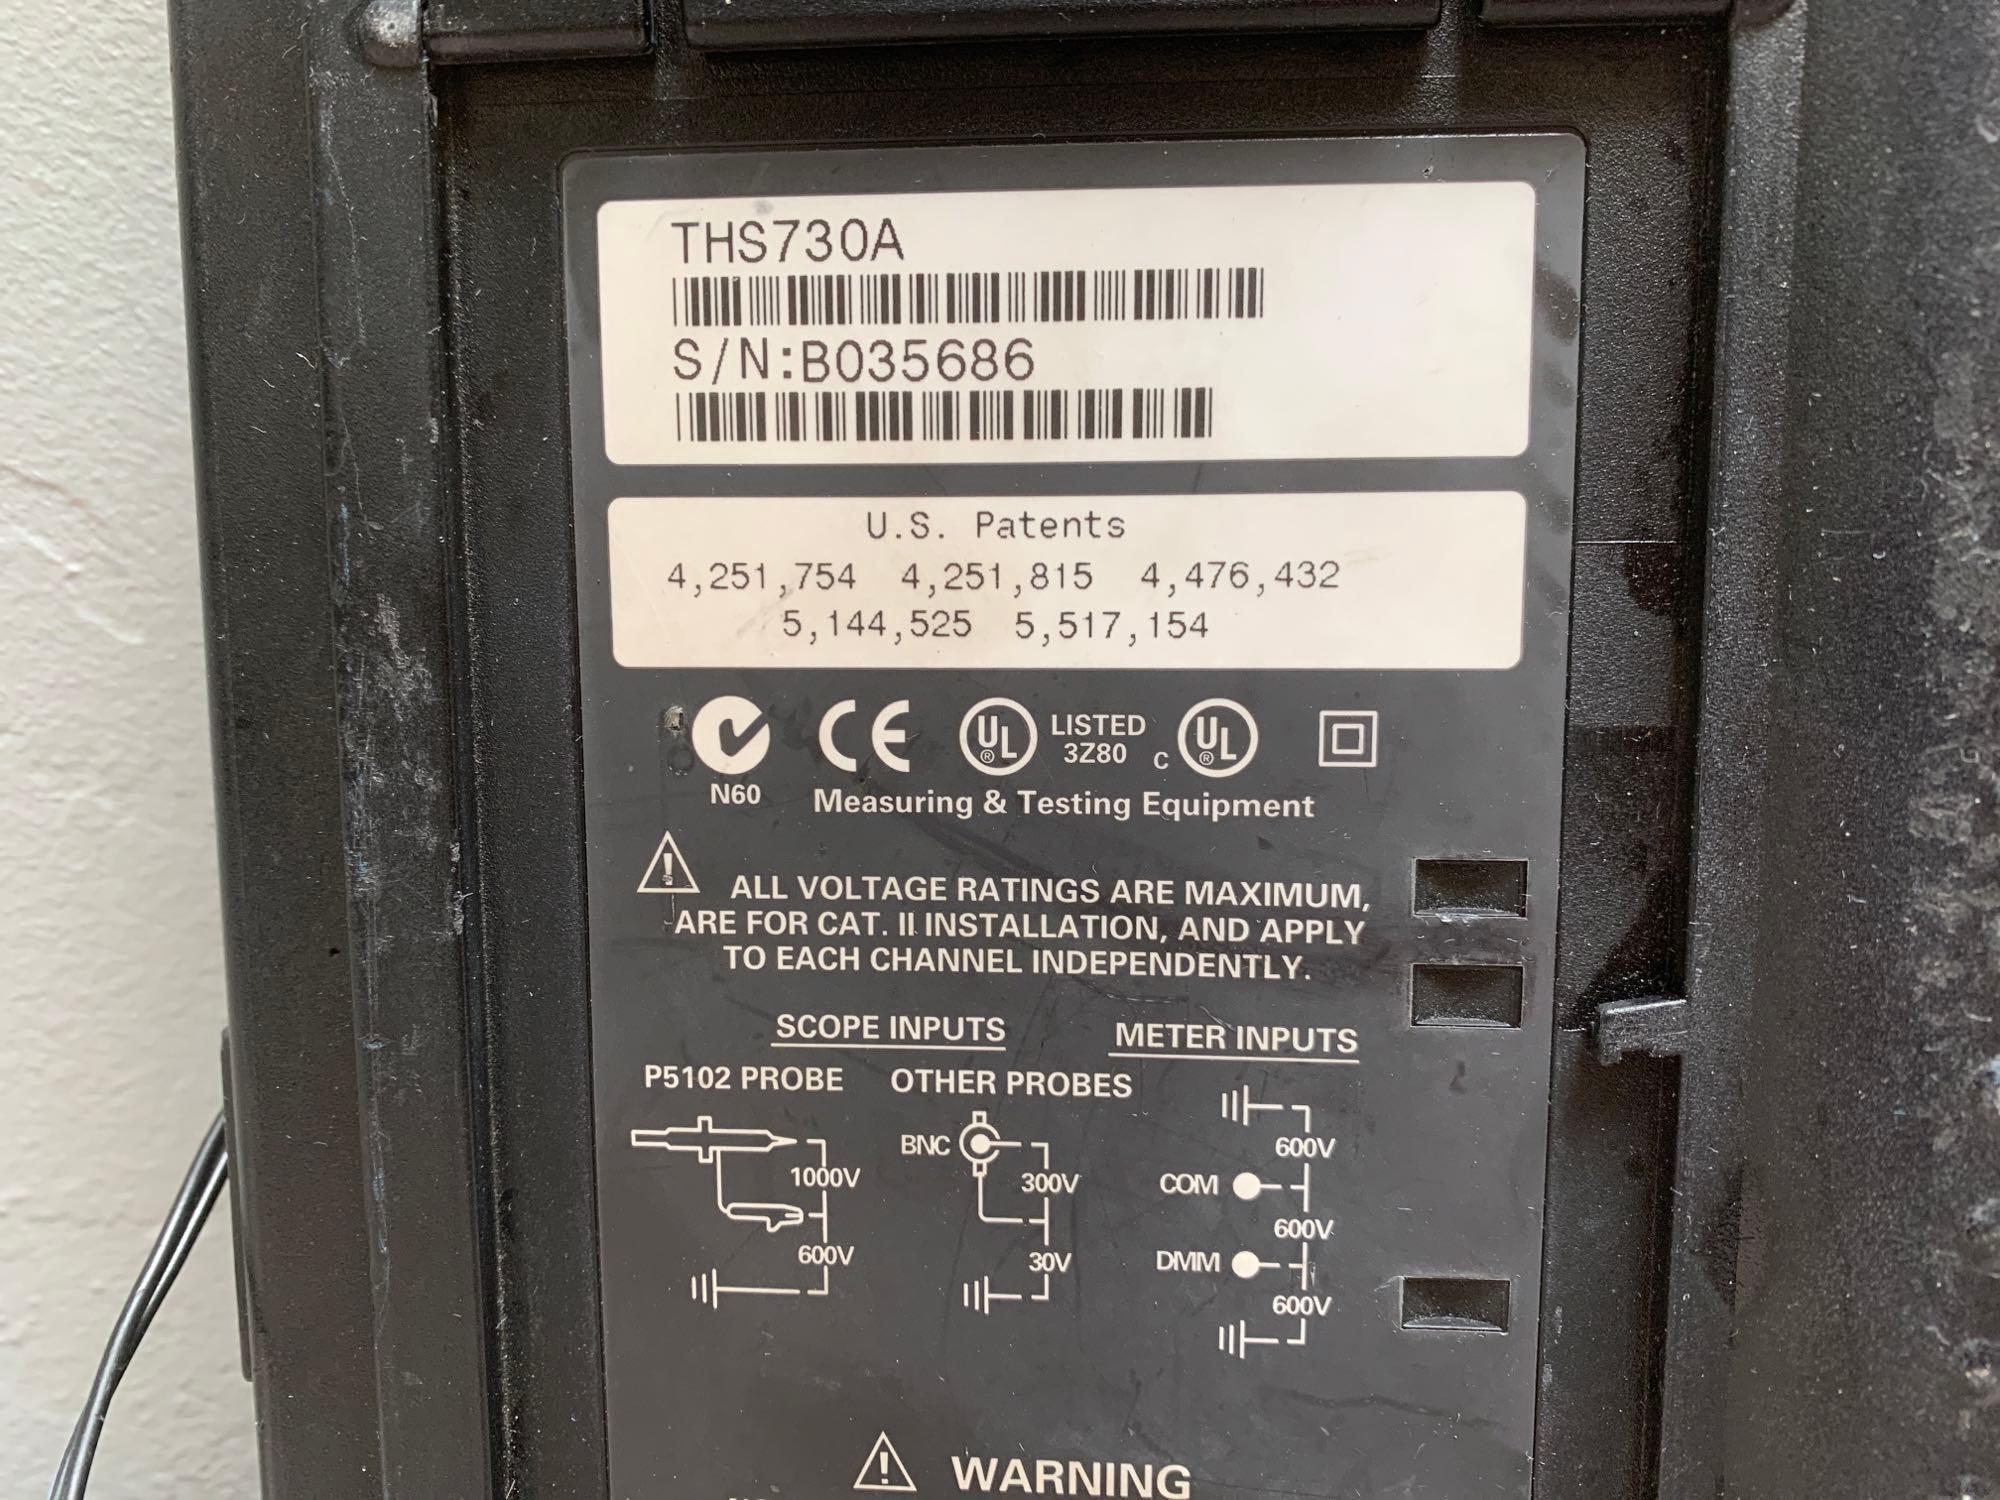 THS730A
S/N:B035686
U.S. Patents
4,251,754 4,251,815 4,476,432
5,144,525 5,517,154
CE UL® LISTED 3Z80 c UL®
N60 Measuring & Testing Equipment
ALL VOLTAGE RATINGS ARE MAXIMUM,
ARE FOR CAT. II INSTALLATION, AND APPLY
TO EACH CHANNEL INDEPENDENTLY.
SCOPE INPUTS
P5102 PROBE OTHER PROBES
1000V
600V
BNC
300V
30V
METER INPUTS
600V
COM
600V
DMM
600V
WARNING